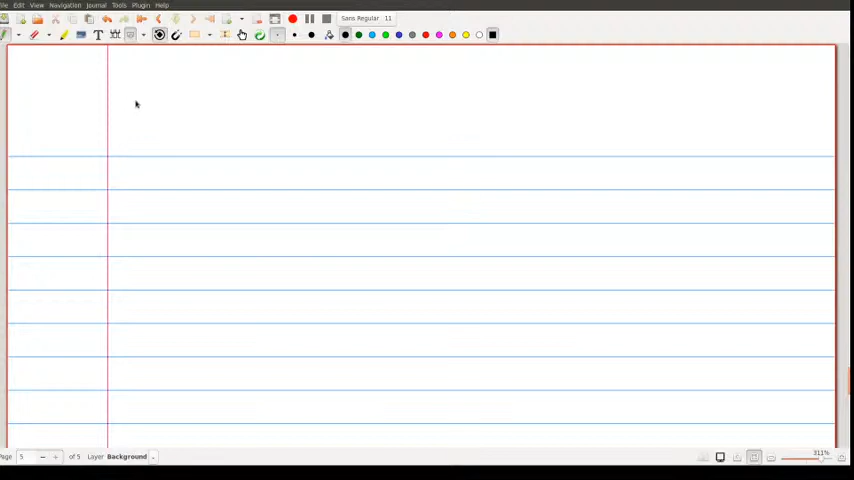 File Edit View Navigation Journal Tools Plugin Help
Sans Regular 11
T
Page 5 of 5 Layer Background 311%